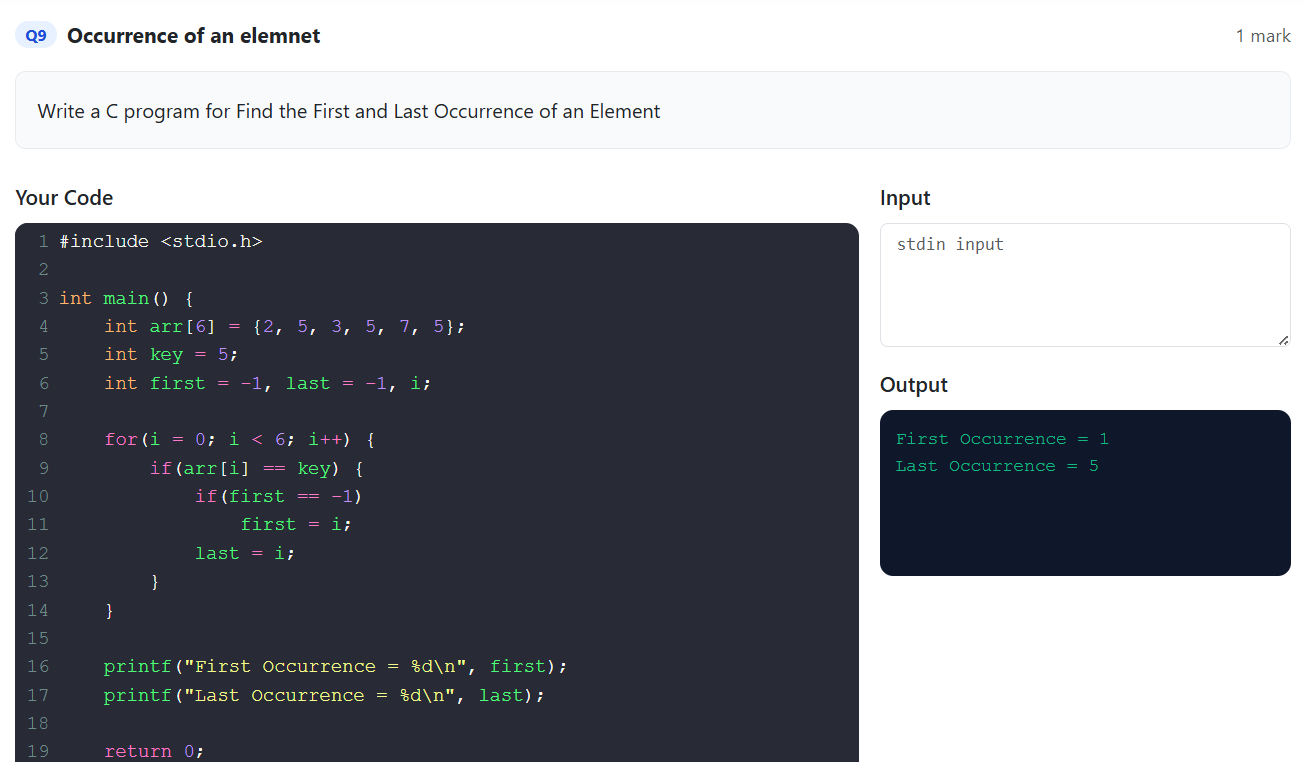 Q9 Occurrence of an elemnet 1 mark
Write a C program for Find the First and Last Occurrence of an Element
Your Code
1 #include <stdio.h>
2
3 int main() {
4     int arr[6] = {2, 5, 3, 5, 7, 5};
5     int key = 5;
6     int first = -1, last = -1, i;
7
8     for(i = 0; i < 6; i++) {
9         if(arr[i] == key) {
10             if(first == -1)
11                 first = i;
12             last = i;
13         }
14     }
15
16     printf("First Occurrence = %d\n", first);
17     printf("Last Occurrence = %d\n", last);
18
19     return 0;
Input
stdin input
Output
First Occurrence = 1
Last Occurrence = 5